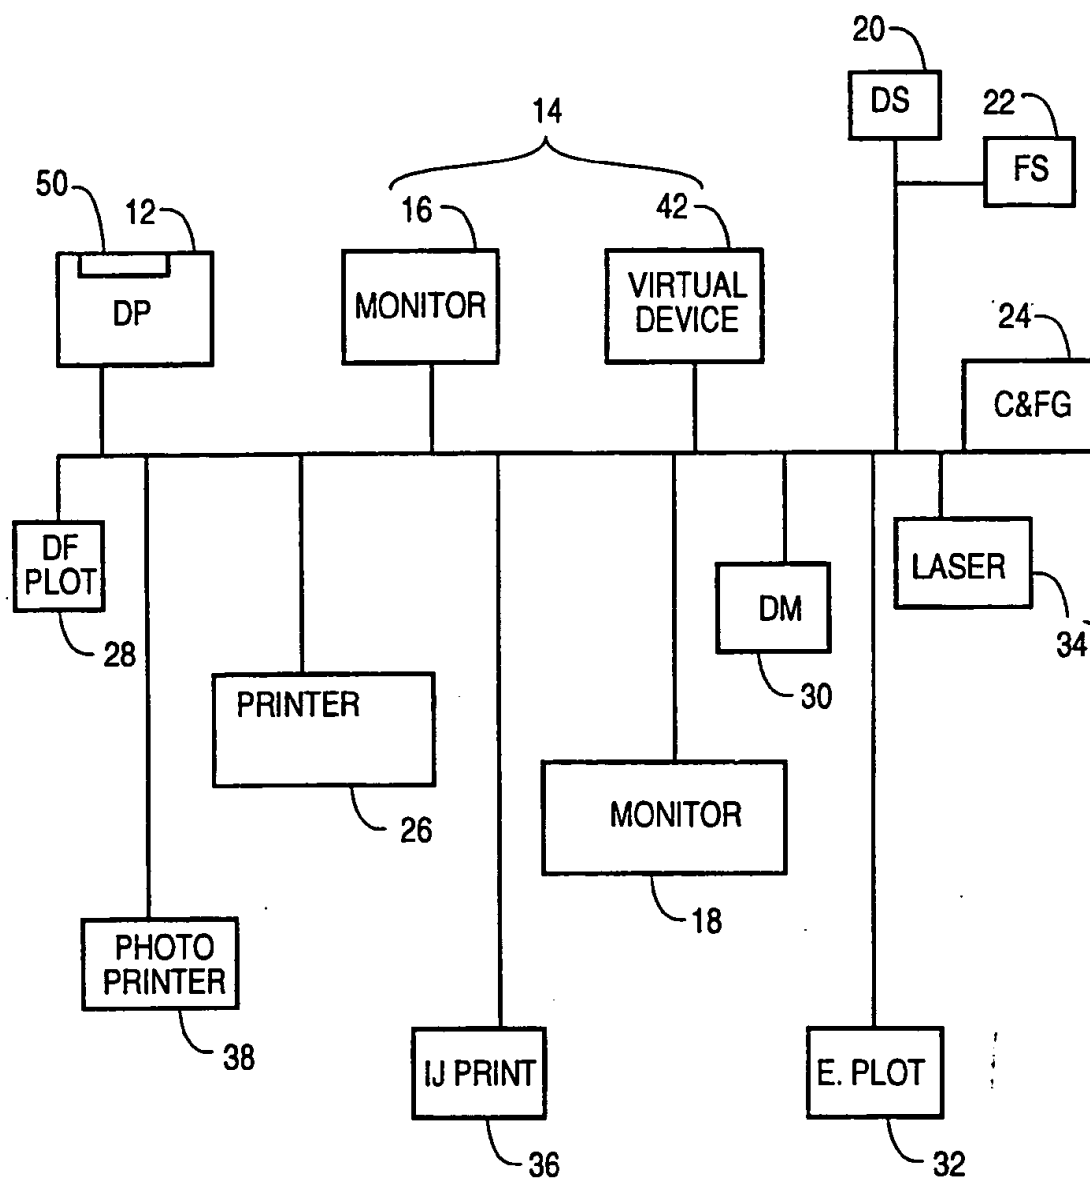 20
DS
22
FS
14
50
12
16
42
DP
MONITOR
VIRTUAL
DEVICE
24
C&FG
DF
PLOT
28
LASER
34
DM
30
PRINTER
26
MONITOR
18
PHOTO
PRINTER
38
IJ PRINT
36
E. PLOT
32